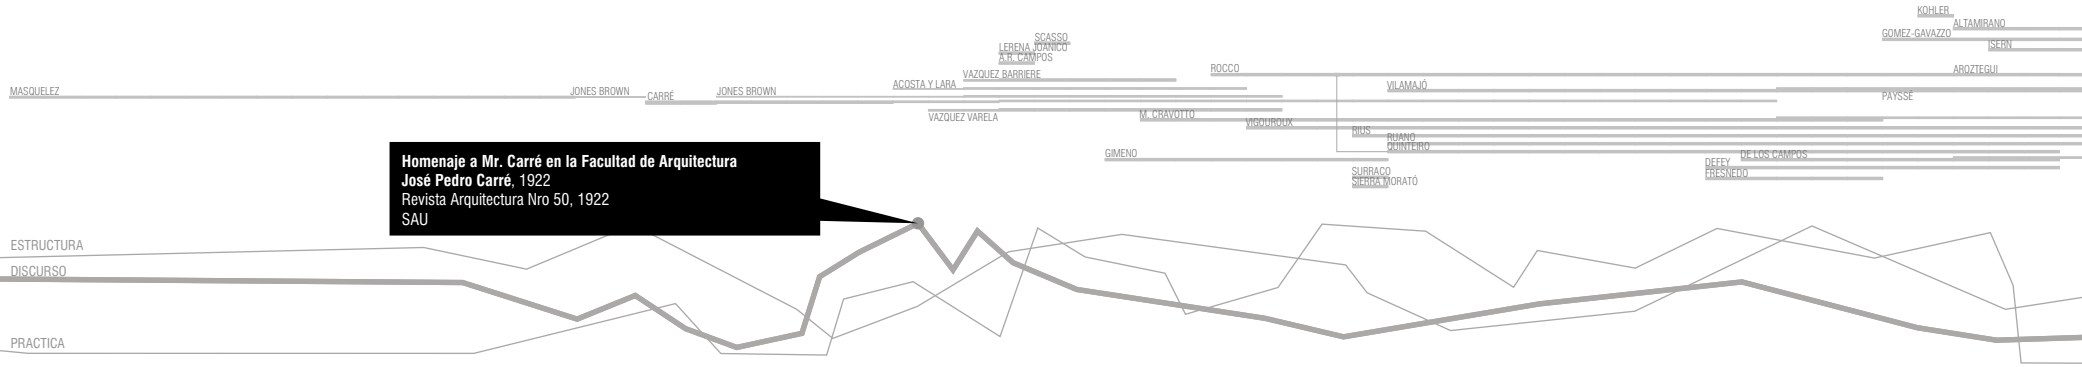 KOHLER
ALTAMIRANO
GOMEZ-GAVAZZO
SCASSO
ISERN
LERENA JOANICO
A.R. CAMPOS
ROCCO
AROZTEGUI
VAZQUEZ BARRIERE
ACOSTA Y LARA
VILAMAJÓ
MASQUELEZ
JONES BROWN
CARRÉ
JONES BROWN
PAYSSÉ
VAZQUEZ VARELA
M. CRAVOTTO
VIGOUROUX
RIUS
RUANO
QUINTEIRO
GIMENO
DE LOS CAMPOS
DEFEY
FRESNEDO
SURRACO
SIERRA MORATÓ
Homenaje a Mr. Carré en la Facultad de Arquitectura
José Pedro Carré, 1922
Revista Arquitectura Nro 50, 1922
SAU
ESTRUCTURA
DISCURSO
PRACTICA